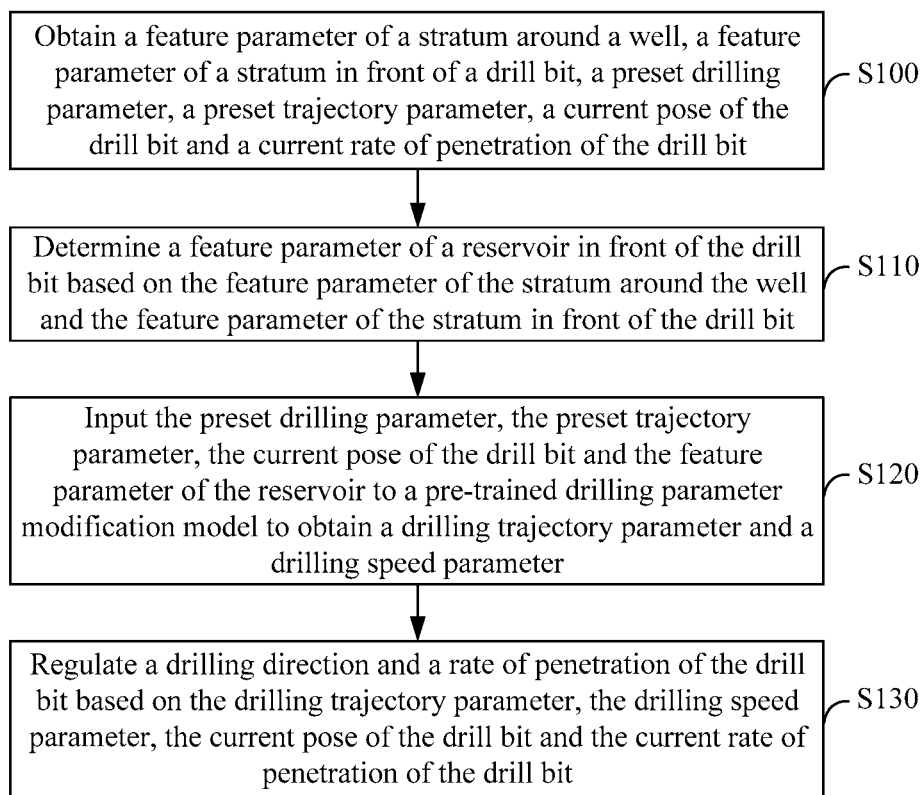 Obtain a feature parameter of a stratum around a well, a feature
parameter of a stratum in front of a drill bit, a preset drilling
parameter, a preset trajectory parameter, a current pose of the
drill bit and a current rate of penetration of the drill bit
S100
Determine a feature parameter of a reservoir in front of the drill
bit based on the feature parameter of the stratum around the well
and the feature parameter of the stratum in front of the drill bit
S110
Input the preset drilling parameter, the preset trajectory
parameter, the current pose of the drill bit and the feature
parameter of the reservoir to a pre-trained drilling parameter
modification model to obtain a drilling trajectory parameter and a
drilling speed parameter
S120
Regulate a drilling direction and a rate of penetration of the drill
bit based on the drilling trajectory parameter, the drilling speed
parameter, the current pose of the drill bit and the current rate of
penetration of the drill bit
S130